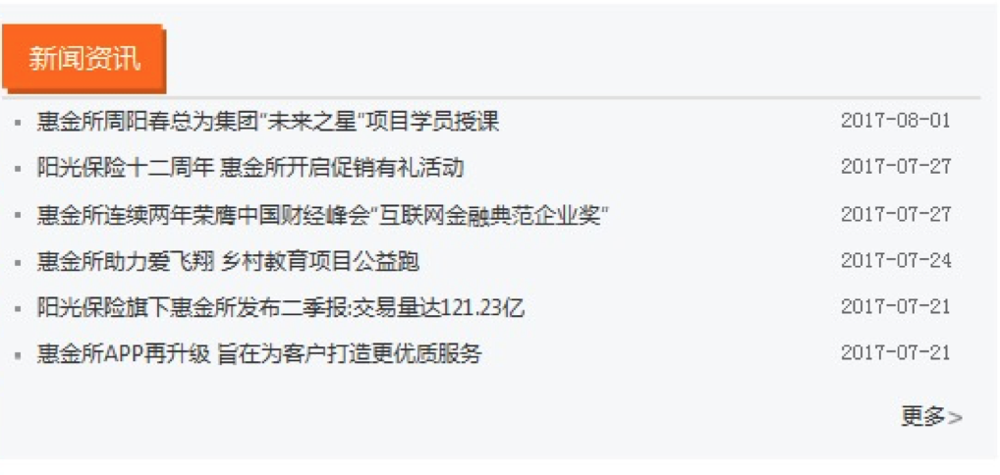 新闻资讯
惠金所周阳春总为集团"未来之星"项目学员授课 2017-08-01
阳光保险十二周年 惠金所开启促销有礼活动 2017-07-27
惠金所连续两年荣膺中国财经峰会"互联网金融典范企业奖" 2017-07-27
惠金所助力爱飞翔 乡村教育项目公益跑 2017-07-24
阳光保险旗下惠金所发布二季报:交易量达121.23亿 2017-07-21
惠金所APP再升级 旨在为客户打造更优质服务 2017-07-21
更多>